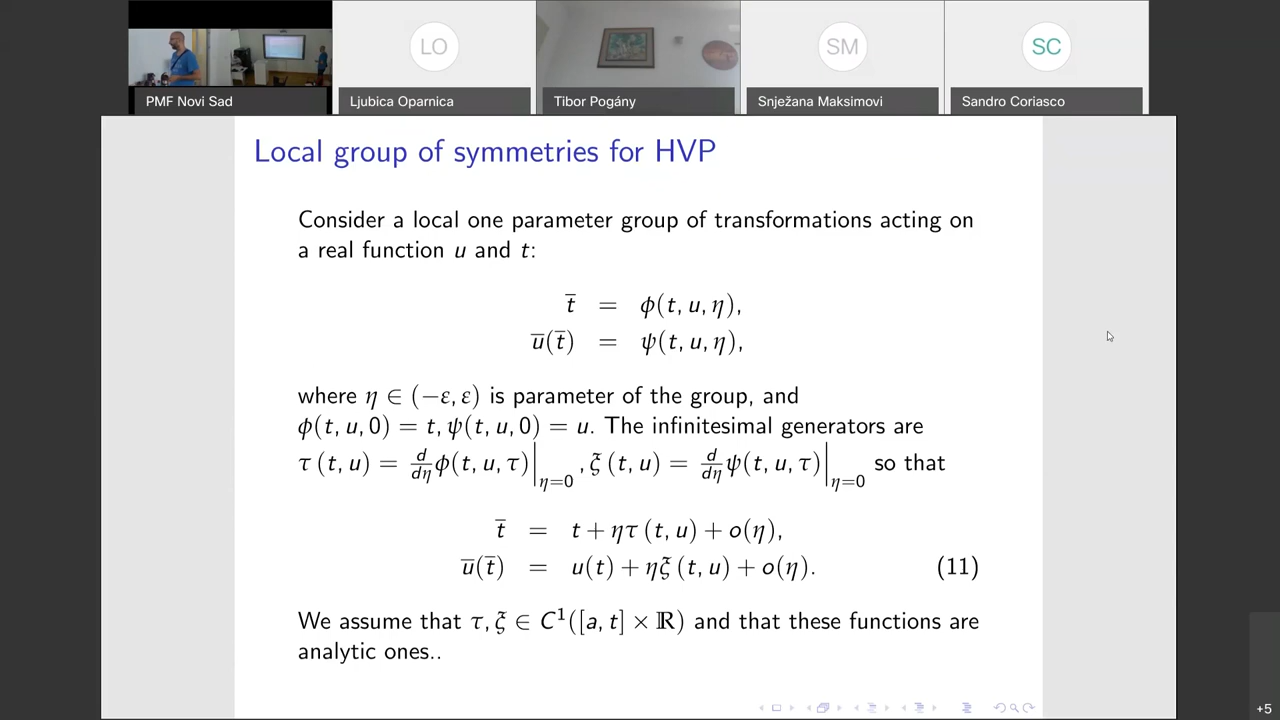 LO
SM
SC
PMF Novi Sad
Ljubica Oparnica
Tibor Pogány
Snježana Maksimovi
Sandro Coriasco
Local group of symmetries for HVP
Consider a local one parameter group of transformations acting on
a real function u and t:
t̅ = ϕ(t, u, η),
u̅(t̅) = ψ(t, u, η),
where η ∈ (−ε, ε) is parameter of the group, and
ϕ(t, u, 0) = t, ψ(t, u, 0) = u. The infinitesimal generators are
τ (t, u) = d/dη ϕ(t, u, τ)|η=0 , ξ (t, u) = d/dη ψ(t, u, τ)|η=0 so that
t̅ = t + ητ (t, u) + o(η),
u̅(t̅) = u(t) + ηξ (t, u) + o(η). (11)
We assume that τ, ξ ∈ C¹([a, t] × ℝ) and that these functions are
analytic ones..
+5